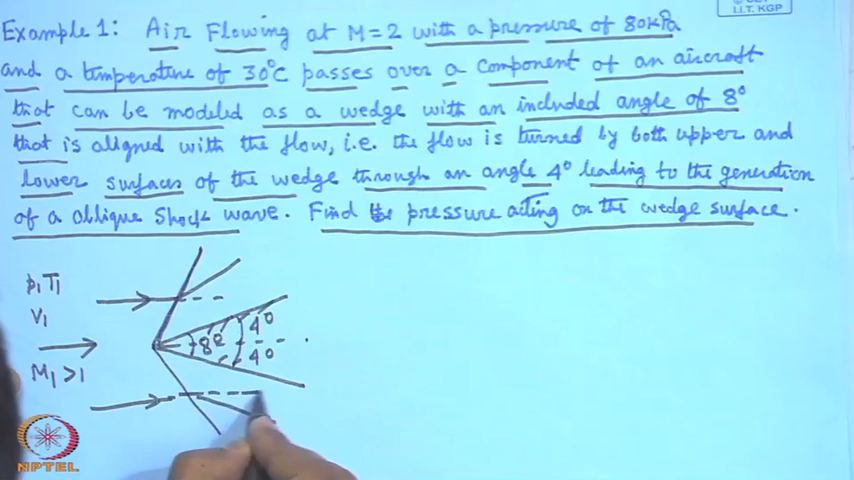 I.I.T. KGP
Example 1: Air Flowing at M=2 with a pressure of 80kPa
and a temperature of 30°C passes over a component of an aircraft
that can be modeled as a wedge with an included angle of 8°
that is aligned with the flow, i.e. the flow is turned by both upper and
lower surfaces of the wedge through an angle 4° leading to the generation
of a oblique shock wave. Find the pressure acting on the wedge surface.
p₁ T₁
V₁
M₁ > 1
8°
4°
4°
NPTEL